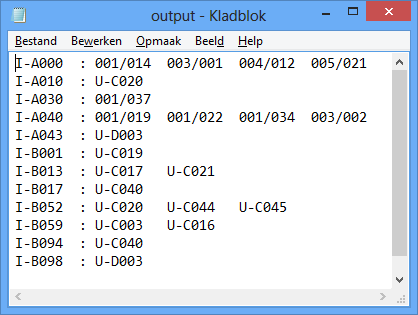 output - Kladblok
Bestand Bewerken Opmaak Beeld Help
I-A000 : 001/014 003/001 004/012 005/021
I-A010 : U-C020
I-A030 : 001/037
I-A040 : 001/019 001/022 001/034 003/002
I-A043 : U-D003
I-B001 : U-C019
I-B013 : U-C017 U-C021
I-B017 : U-C040
I-B052 : U-C020 U-C044 U-C045
I-B059 : U-C003 U-C016
I-B094 : U-C040
I-B098 : U-D003